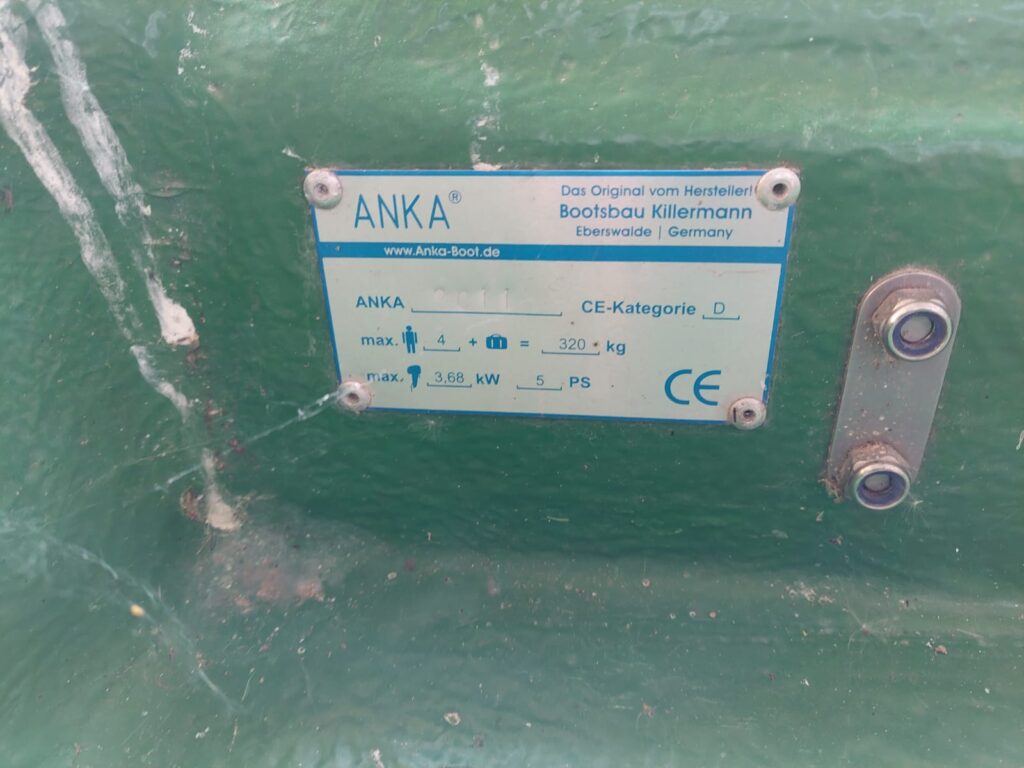 ANKA®
Das Original vom Hersteller!
Bootsbau Killermann
Eberswalde | Germany
www.Anka-Boot.de
ANKA
CE-Kategorie D
max. 4 + = 320 kg
max. 3,68 kW 5 PS
CE